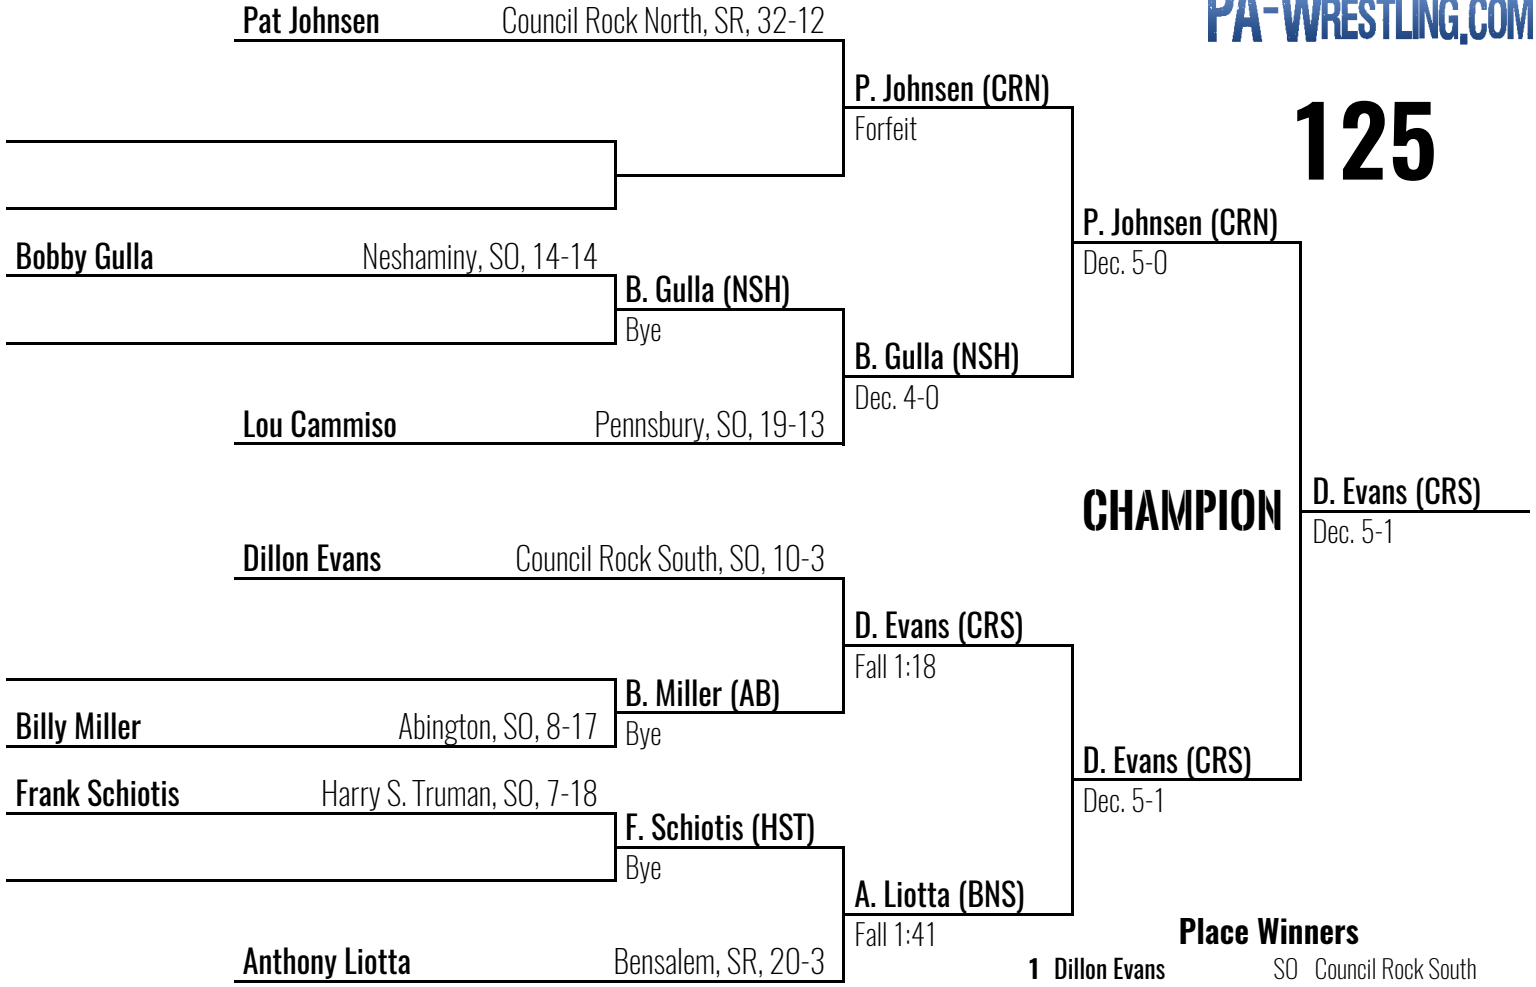 PA-WRESTLING.COM
125
Pat Johnsen Council Rock North, SR, 32-12
P. Johnsen (CRN)
Forfeit
P. Johnsen (CRN)
Dec. 5-0
Bobby Gulla Neshaminy, SO, 14-14
B. Gulla (NSH)
Bye
B. Gulla (NSH)
Dec. 4-0
Lou Cammiso Pennsbury, SO, 19-13
CHAMPION
D. Evans (CRS)
Dec. 5-1
Dillon Evans Council Rock South, SO, 10-3
D. Evans (CRS)
Fall 1:18
B. Miller (AB)
Billy Miller Abington, SO, 8-17
Bye
D. Evans (CRS)
Dec. 5-1
Frank Schiotis Harry S. Truman, SO, 7-18
F. Schiotis (HST)
Bye
A. Liotta (BNS)
Fall 1:41
Anthony Liotta Bensalem, SR, 20-3
Place Winners
1 Dillon Evans SO Council Rock South